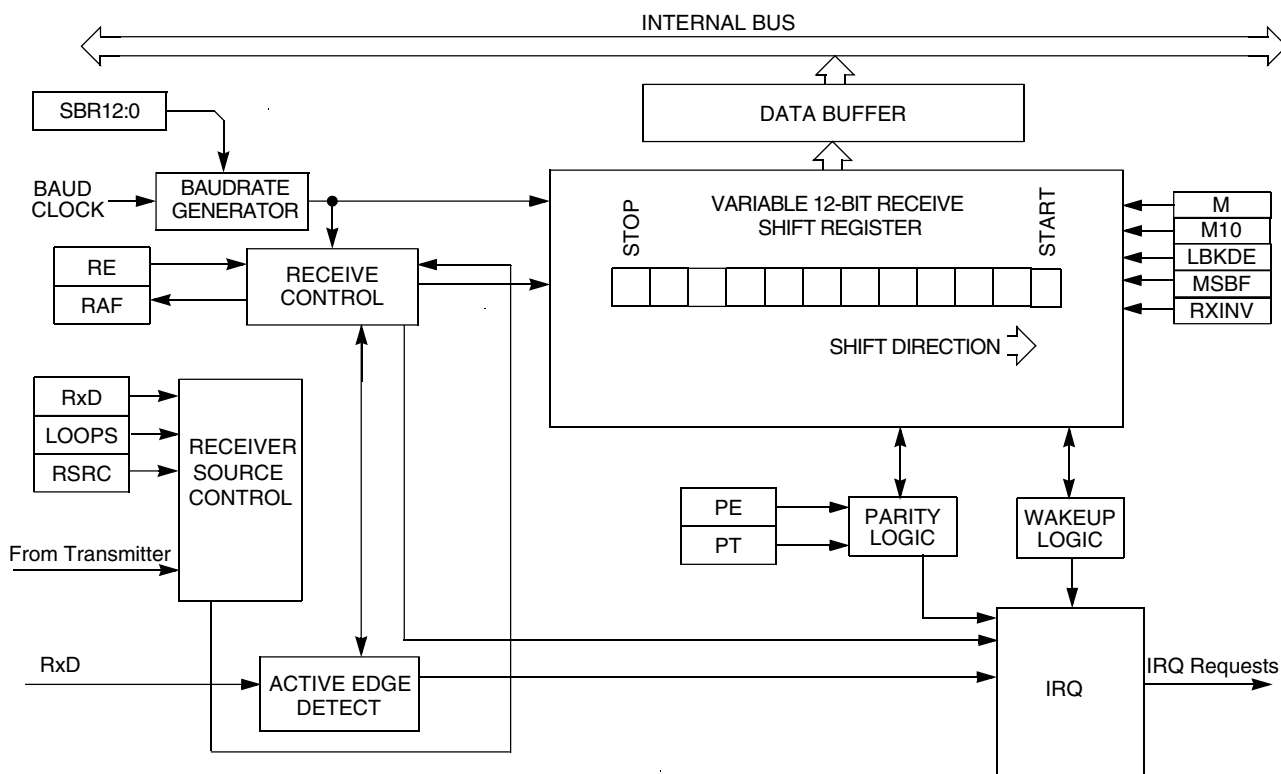 INTERNAL BUS
SBR12:0
DATA BUFFER
BAUD
CLOCK
BAUDRATE
GENERATOR
VARIABLE 12-BIT RECEIVE
SHIFT REGISTER
STOP
START
M
M10
LBKDE
MSBF
RXINV
RE
RAF
RECEIVE
CONTROL
SHIFT DIRECTION
RxD
LOOPS
RSRC
RECEIVER
SOURCE
CONTROL
From Transmitter
PE
PT
PARITY
LOGIC
WAKEUP
LOGIC
RxD
ACTIVE EDGE
DETECT
IRQ
IRQ Requests